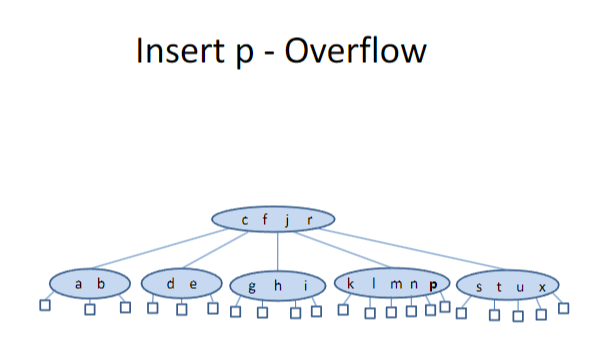 Insert p - Overflow
c f j r
a b
d e
g h i
k l m n p
s t u x